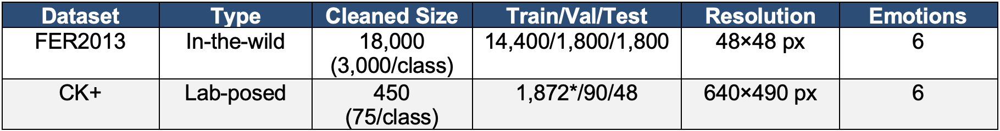 Dataset Type Cleaned Size Train/Val/Test Resolution Emotions
FER2013 In-the-wild 18,000 14,400/1,800/1,800 48×48 px 6
(3,000/class)
CK+ Lab-posed 450 1,872*/90/48 640×490 px 6
(75/class)